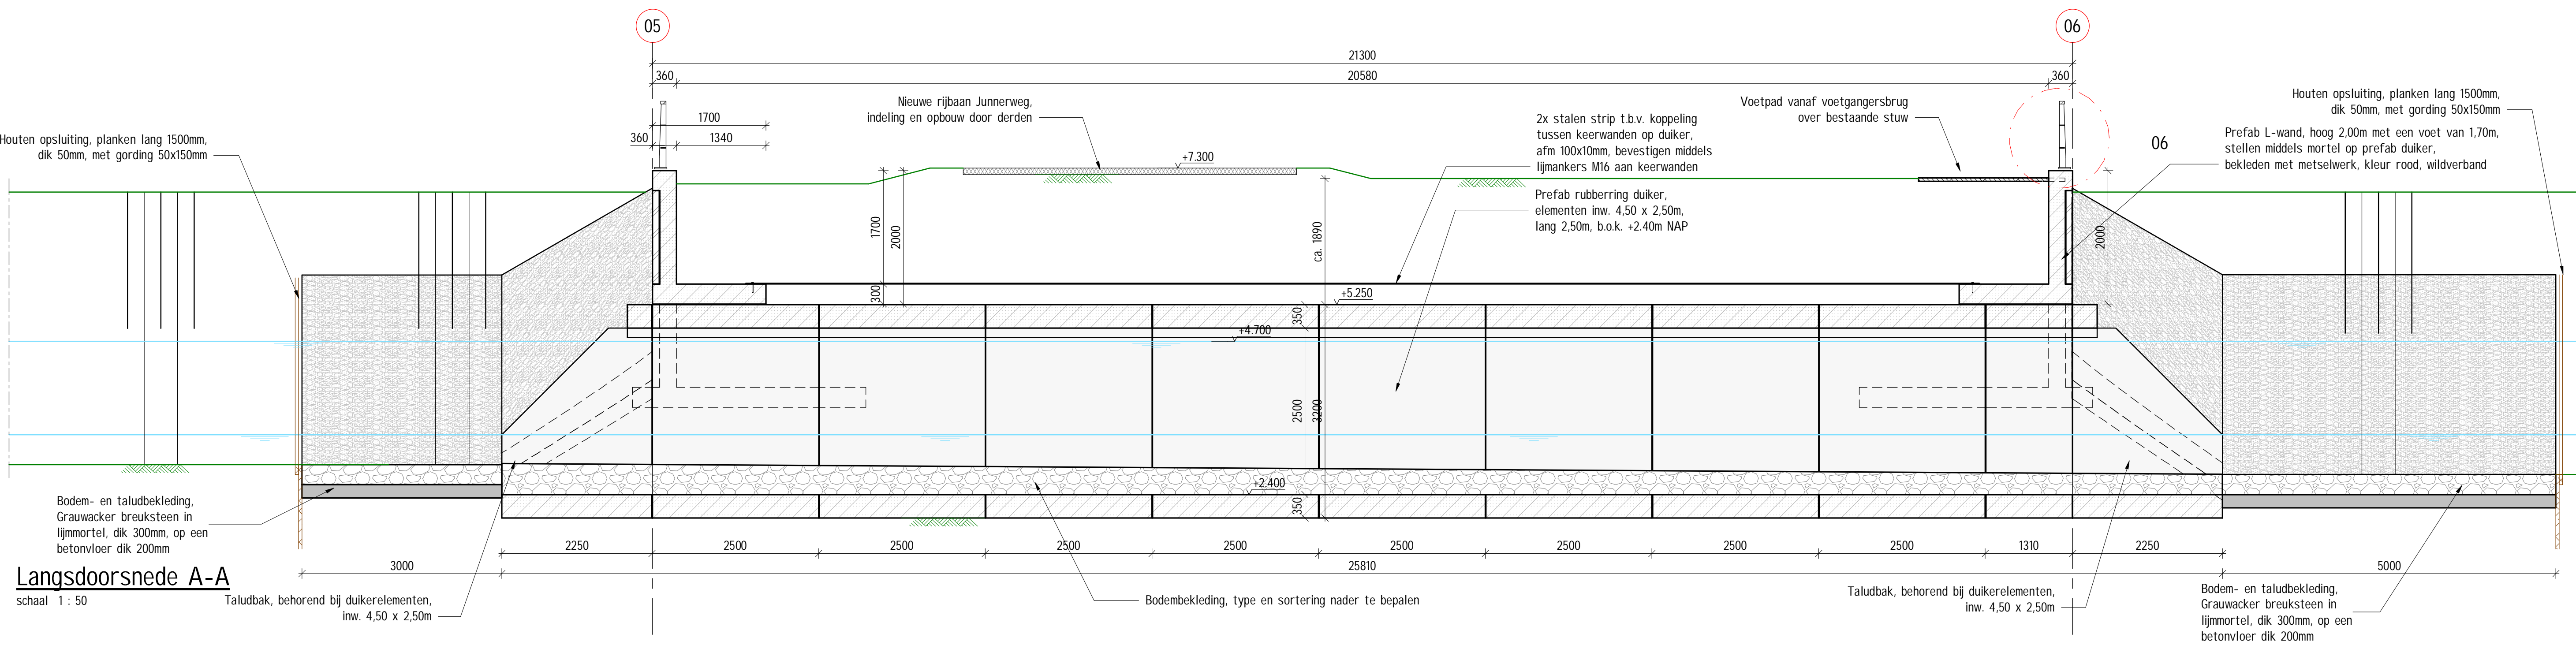 05
06
21300
360
20580
360
1700
360
1340
Nieuwe rijbaan Junnerweg,
indeling en opbouw door derden
+7.300
2x stalen strip t.b.v. koppeling
tussen keerwanden op duiker,
afm 100x10mm, bevestigen middels
lijmankers M16 aan keerwanden
Prefab rubberring duiker,
elementen inw. 4,50 x 2,50m,
lang 2,50m, b.o.k. +2.40m NAP
Voetpad vanaf voetgangersbrug
over bestaande stuw
06
Houten opsluiting, planken lang 1500mm,
dik 50mm, met gording 50x150mm
Prefab L-wand, hoog 2,00m met een voet van 1,70m,
stellen middels mortel op prefab duiker,
bekleden met metselwerk, kleur rood, wildverband
Houten opsluiting, planken lang 1500mm,
dik 50mm, met gording 50x150mm
1700
2000
300
ca. 1890
2000
+5.250
350
+4.700
2500
3200
+2.400
350
Bodem- en taludbekleding,
Grauwacker breuksteen in
lijmmortel, dik 300mm, op een
betonvloer dik 200mm
2250
2500
2500
2500
2500
2500
2500
2500
2500
1310
2250
3000
25810
5000
Langsdoorsnede A-A
schaal 1 : 50
Taludbak, behorend bij duikerelementen,
inw. 4,50 x 2,50m
Bodembekleding, type en sortering nader te bepalen
Taludbak, behorend bij duikerelementen,
inw. 4,50 x 2,50m
Bodem- en taludbekleding,
Grauwacker breuksteen in
lijmmortel, dik 300mm, op een
betonvloer dik 200mm